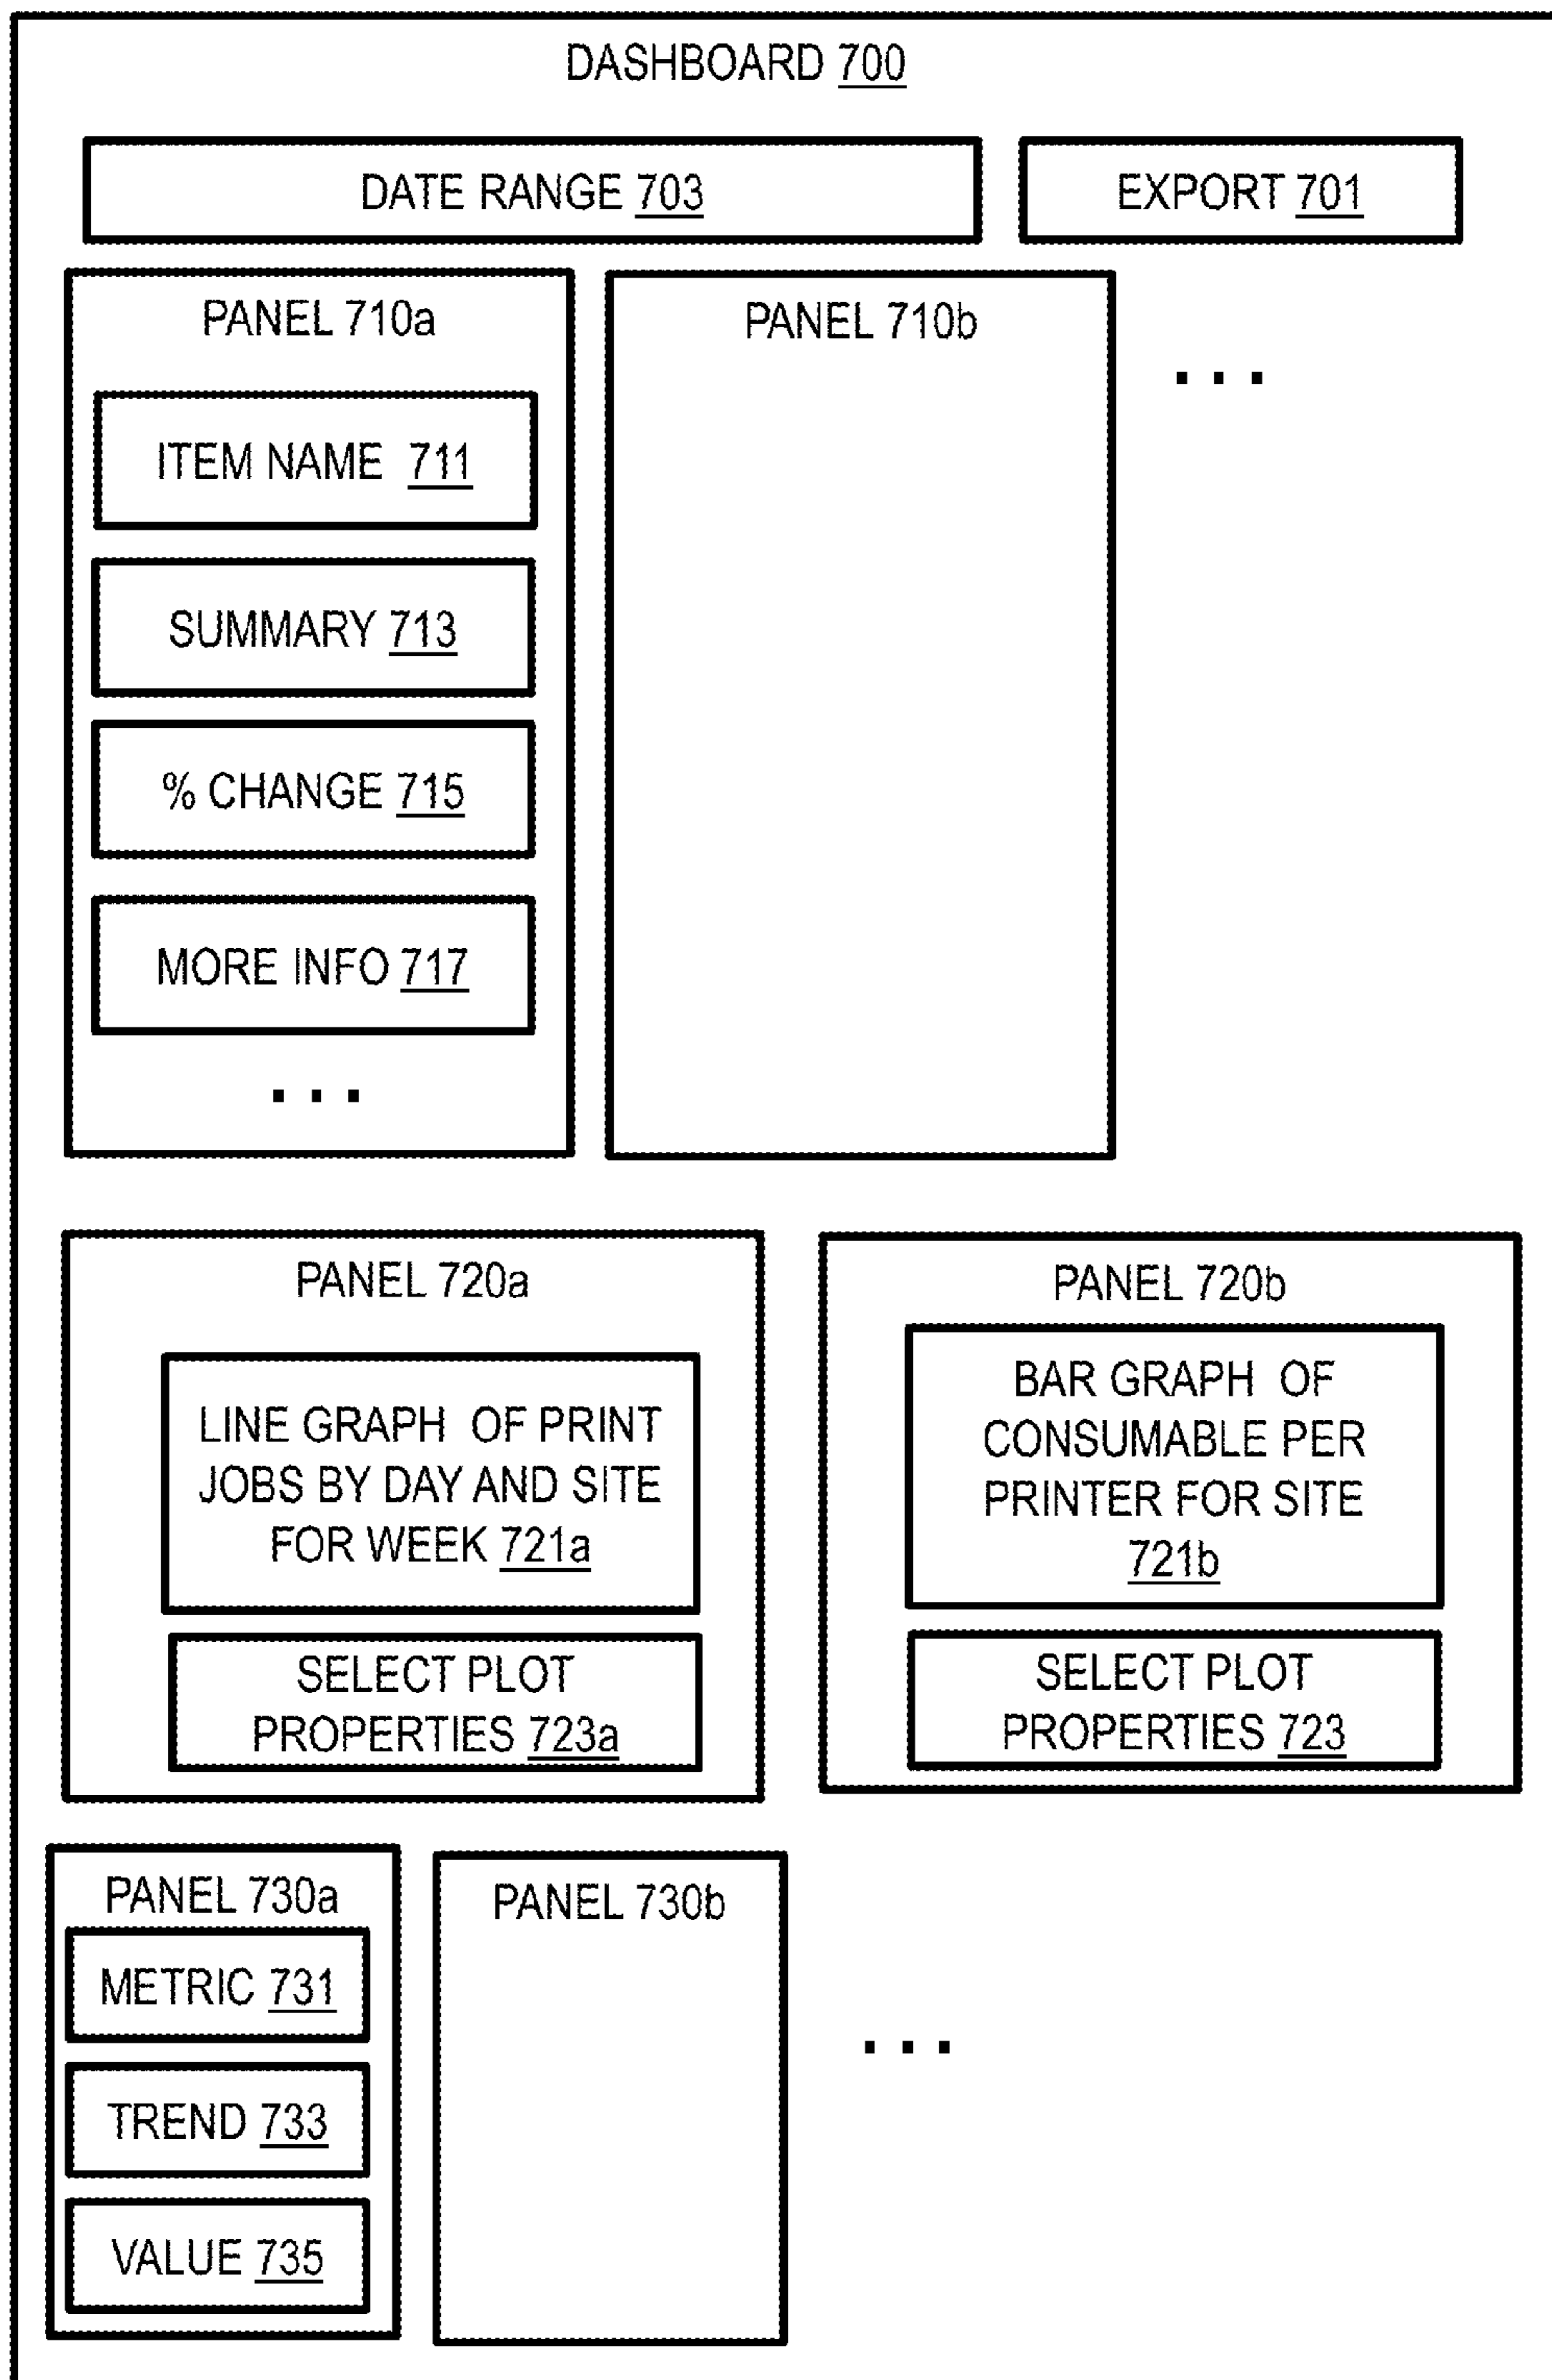 DASHBOARD 700
DATE RANGE 703
EXPORT 701
PANEL 710a
ITEM NAME 711
SUMMARY 713
% CHANGE 715
MORE INFO 717
...
PANEL 710b
...
PANEL 720a
LINE GRAPH OF PRINT
JOBS BY DAY AND SITE
FOR WEEK 721a
SELECT PLOT
PROPERTIES 723a
PANEL 720b
BAR GRAPH OF
CONSUMABLE PER
PRINTER FOR SITE
721b
SELECT PLOT
PROPERTIES 723
PANEL 730a
METRIC 731
TREND 733
VALUE 735
PANEL 730b
...